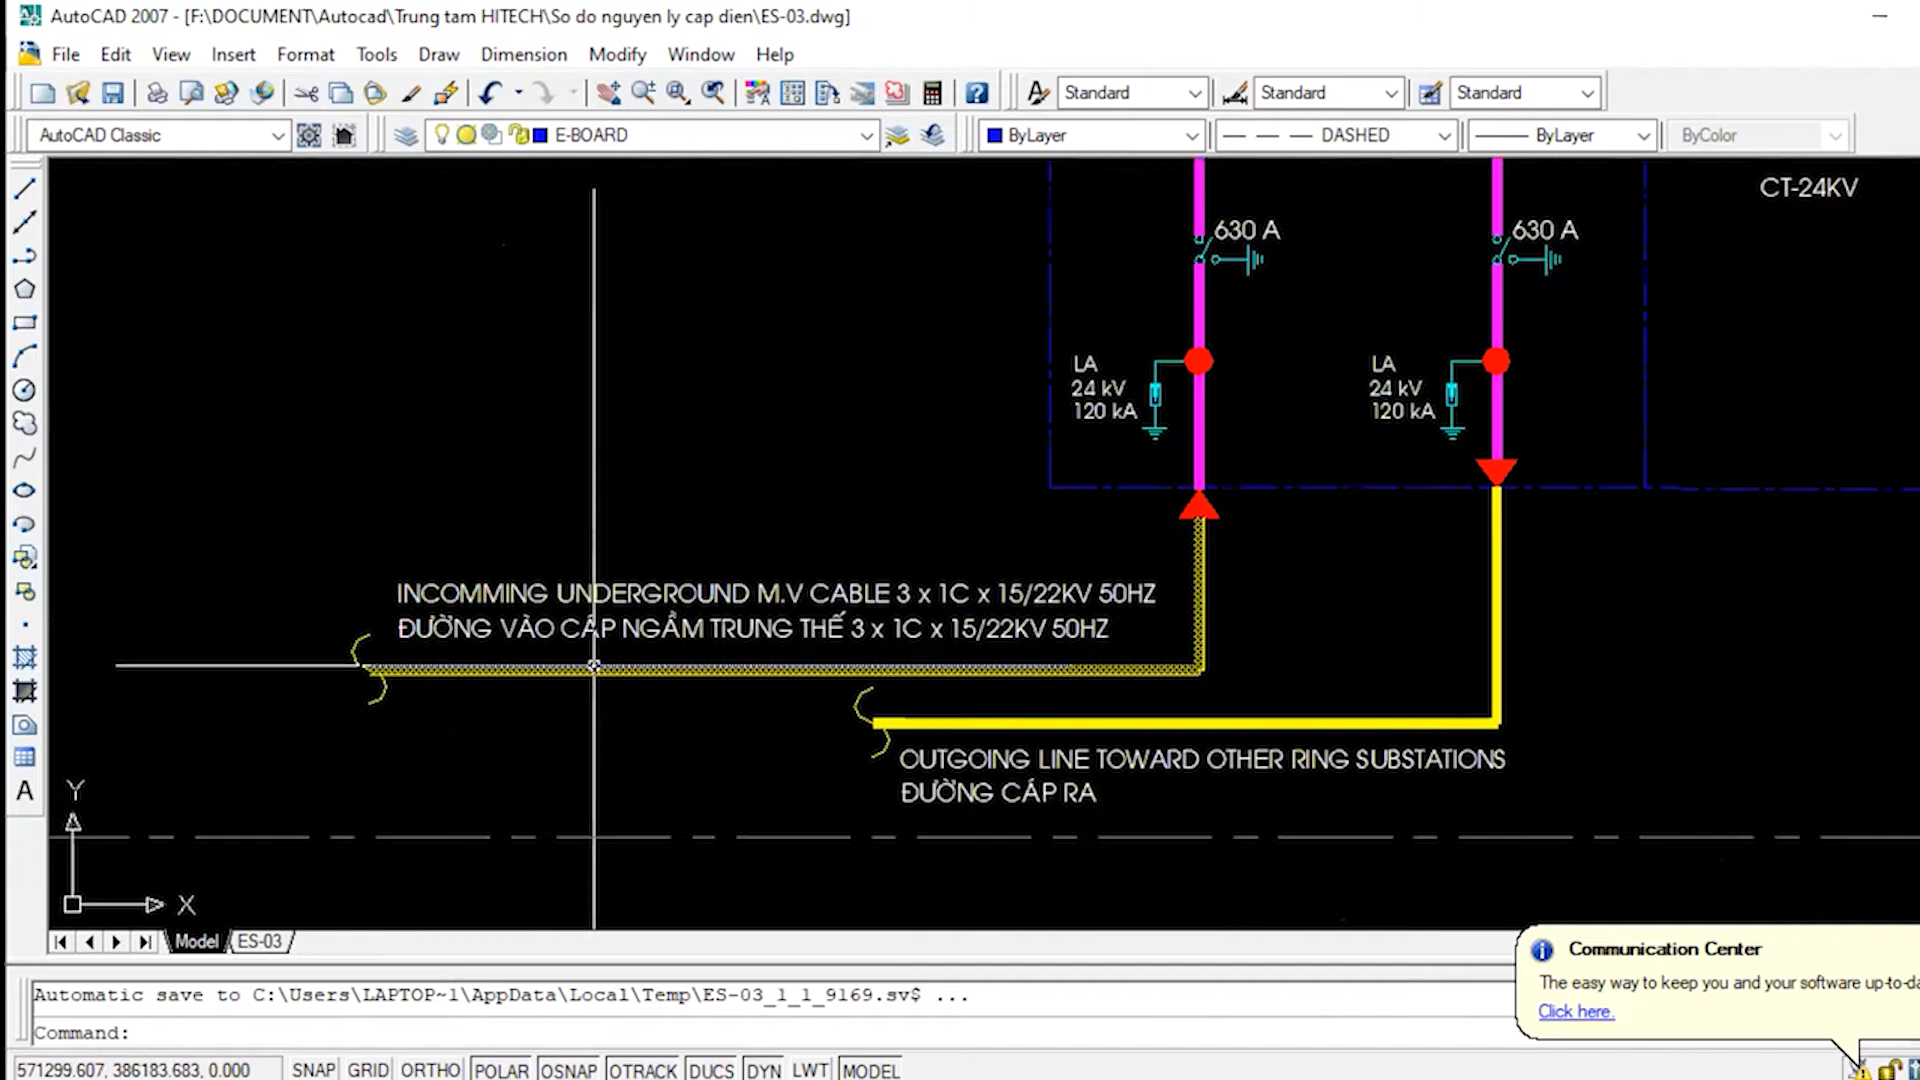 AutoCAD 2007 - [F:\DOCUMENT\Autocad\Trung tam HITECH\So do nguyen ly cap dien\ES-03.dwg]
File Edit View Insert Format Tools Draw Dimension Modify Window Help
Standard Standard Standard
AutoCAD Classic E-BOARD ByLayer DASHED ByLayer ByColor
CT-24KV
630 A 630 A
LA LA
24 kV 24 kV
120 kA 120 kA
INCOMMING UNDERGROUND M.V CABLE 3 x 1C x 15/22KV 50HZ
ĐƯỜNG VÀO CÁP NGẦM TRUNG THẾ 3 x 1C x 15/22KV 50HZ
OUTGOING LINE TOWARD OTHER RING SUBSTATIONS
ĐƯỜNG CÁP RA
A
Y
X
Model ES-03
Communication Center
The easy way to keep you and your software
Click here.
Automatic save to C:\Users\LAPTOP~1\AppData\Local\Temp\ES-03_1_1_9169.sv$ ...
Command:
571299.607, 386183.683, 0.000 SNAP GRID ORTHO POLAR OSNAP OTRACK DUCS DYN LWT MODEL